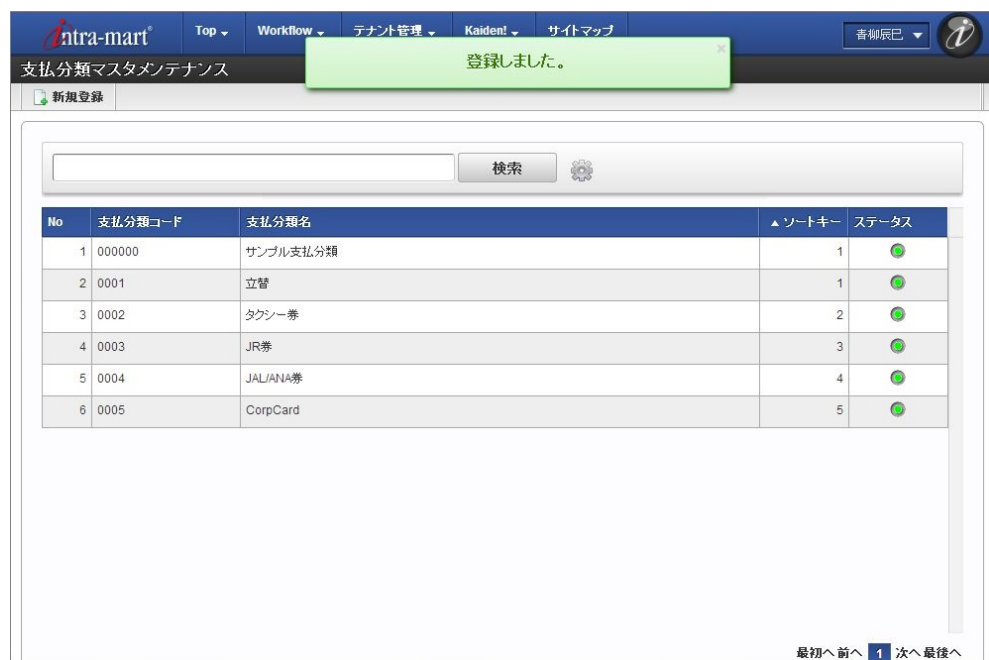 intra-mart® Top Workflow テナント管理 Kaiden! サイトマップ 青柳辰巳
登録しました。 ×
支払分類マスタメンテナンス
新規登録
検索
No 支払分類コード 支払分類名 ▲ソートキー ステータス
1 000000 サンプル支払分類 1
2 0001 立替 1
3 0002 タクシー券 2
4 0003 JR券 3
5 0004 JAL/ANA券 4
6 0005 CorpCard 5
最初へ 前へ 1 次へ 最後へ